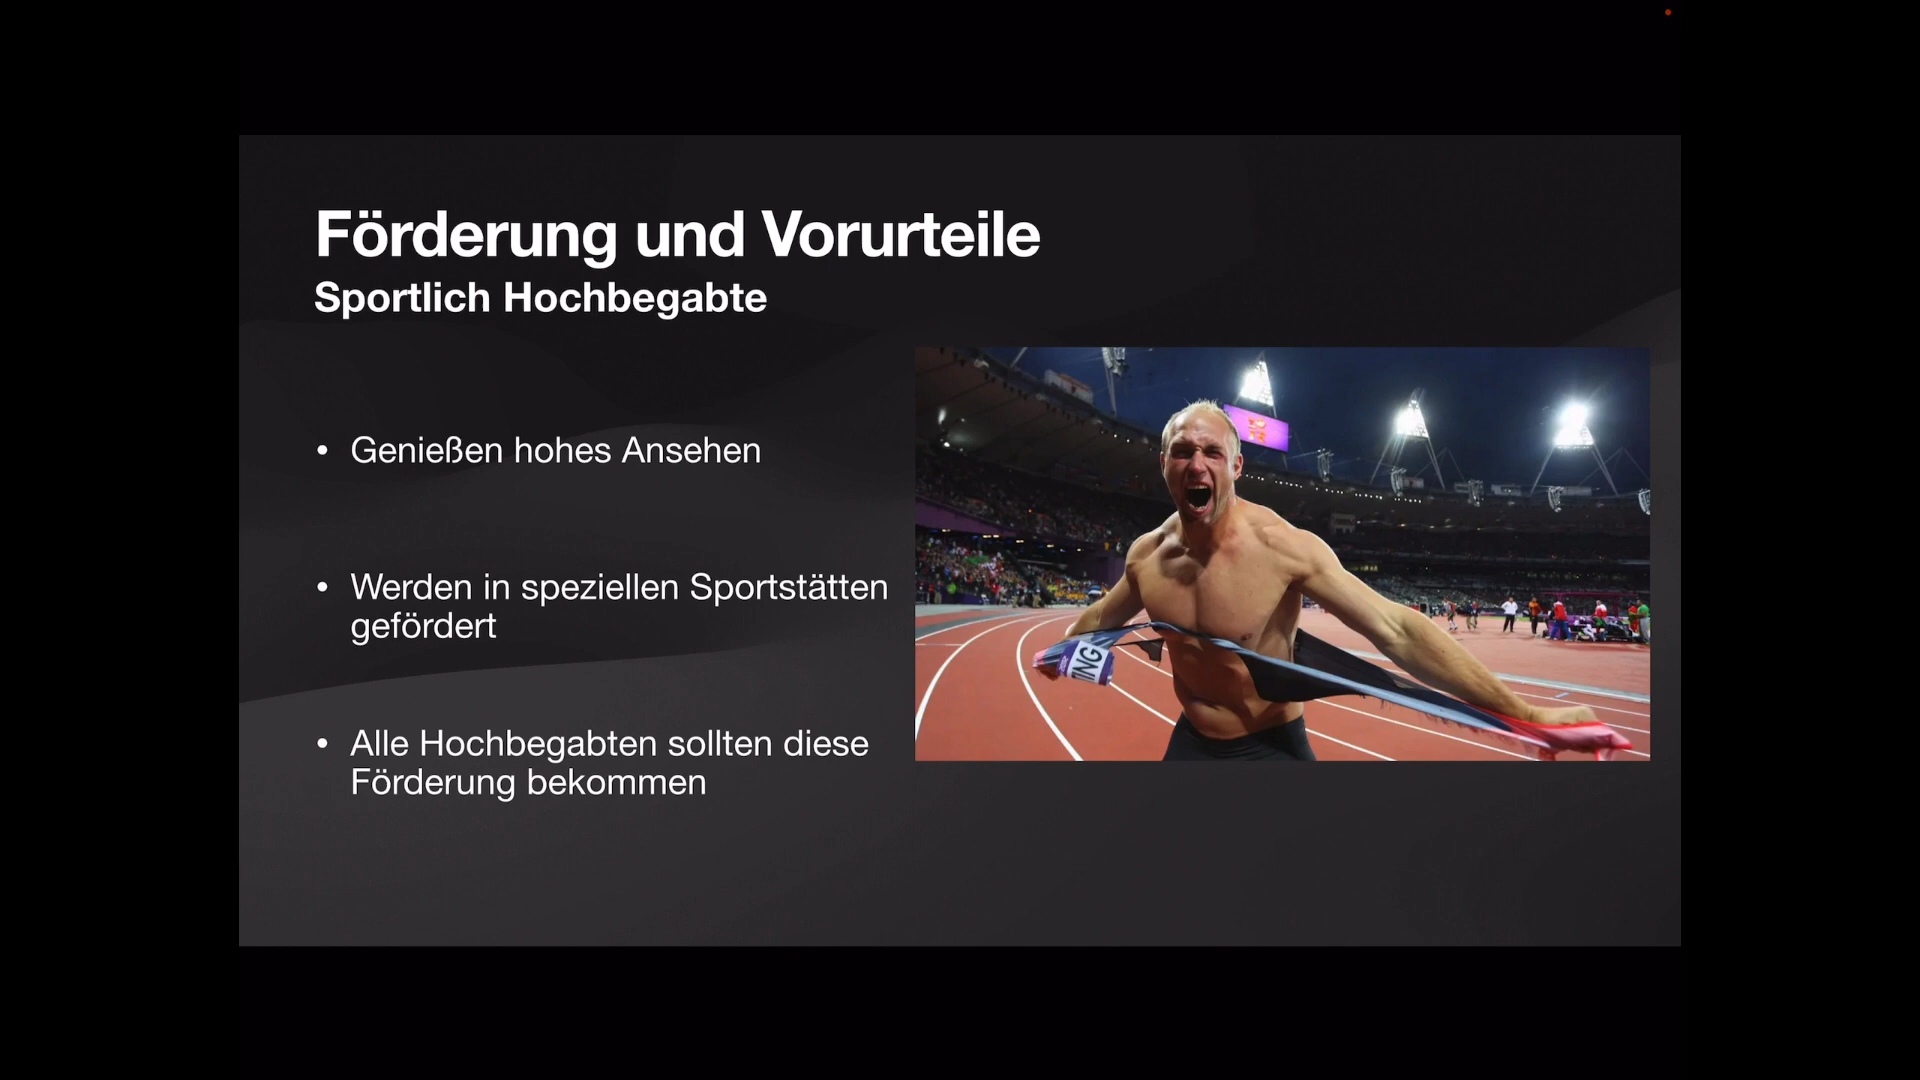 Förderung und Vorurteile
Sportlich Hochbegabte
• Genießen hohes Ansehen
• Werden in speziellen Sportstätten
gefördert
• Alle Hochbegabten sollten diese
Förderung bekommen
TING